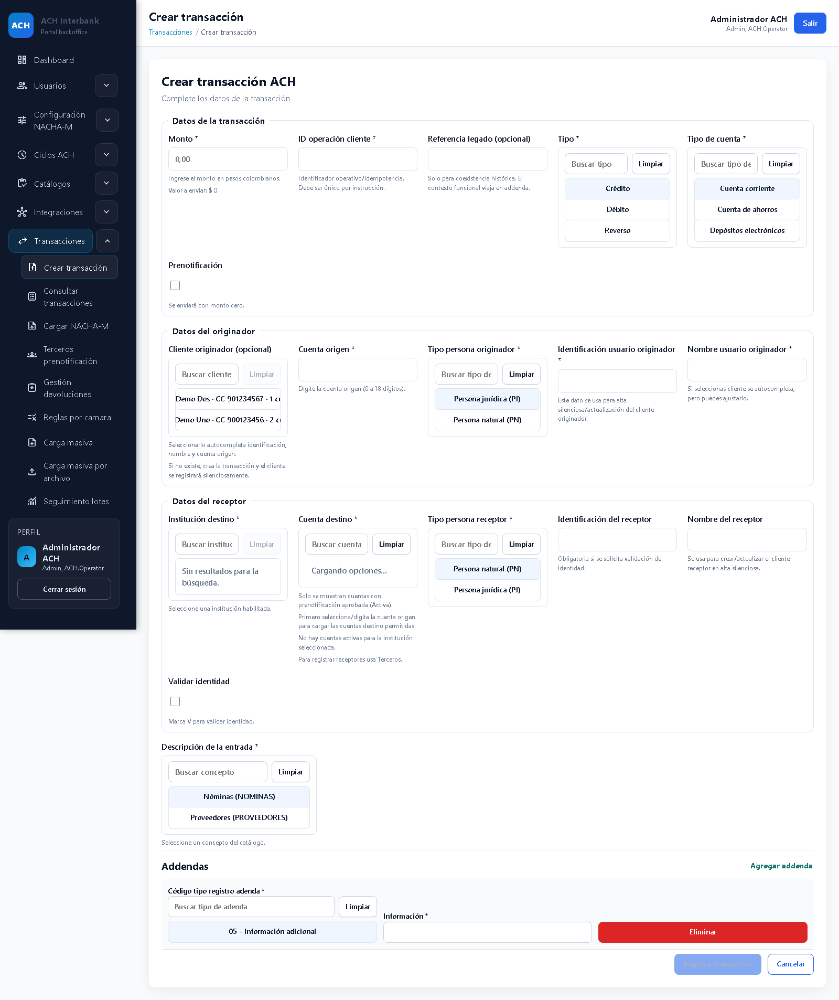 ACH
ACH Interbank
Portal backoffice
Dashboard
Usuarios
Configuración
NACHA-M
Ciclos ACH
Catálogos
Integraciones
Transacciones
Crear transacción
Consultar
transacciones
Cargar NACHA-M
Terceros
prenotificación
Gestión
devoluciones
Reglas por camara
Carga masiva
Carga masiva por
archivo
Seguimiento lotes
PERFIL
A
Administrador
ACH
Admin, ACH.Operator
Cerrar sesión
Crear transacción
Transacciones / Crear transacción
Administrador ACH
Admin, ACH.Operator
Salir
Crear transacción ACH
Complete los datos de la transacción
Datos de la transacción
Monto *
0,00
Ingrese el monto en pesos colombianos.
Valor a enviar: $ 0
ID operación cliente *
Identificador operativo/idempotencia.
Debe ser único por instrucción.
Referencia legado (opcional)
Solo para coexistencia histórica. El
contexto funcional viaja en addenda.
Tipo *
Buscar tipo
Limpiar
Crédito
Débito
Reverso
Tipo de cuenta *
Buscar tipo de
Limpiar
Cuenta corriente
Cuenta de ahorros
Depósitos electrónicos
Prenotificación
Se enviará con monto cero.
Datos del originador
Cliente originador (opcional)
Buscar cliente
Limpiar
Demo Dos · CC 901234567 · 1 cu
Demo Uno · CC 900123456 · 2 cu
Seleccionarlo autocompleta identificación,
nombre y cuenta origen.
Si no existe, crea la transacción y el cliente
se registrará silenciosamente.
Cuenta origen *
Digite la cuenta origen (6 a 18 dígitos).
Tipo persona originador *
Buscar tipo de
Limpiar
Persona jurídica (PJ)
Persona natural (PN)
Identificación usuario originador
*
Este dato se usa para alta
silenciosa/actualización del cliente
originador.
Nombre usuario originador *
Si seleccionas cliente se autocompleta,
pero puedes ajustarlo.
Datos del receptor
Institución destino *
Buscar instituc
Limpiar
Sin resultados para la
búsqueda.
Seleccione una institución habilitada.
Cuenta destino *
Buscar cuenta
Limpiar
Cargando opciones...
Solo se muestran cuentas con
prenotificación aprobada (Activa).
Primero selecciona/digita la cuenta origen
para cargar las cuentas destino permitidas.
No hay cuentas activas para la institución
seleccionada.
Para registrar receptores usa Terceros.
Tipo persona receptor *
Buscar tipo de
Limpiar
Persona natural (PN)
Persona jurídica (PJ)
Identificación del receptor
Obligatoria si se solicita validación de
identidad.
Nombre del receptor
Se usa para crear/actualizar el cliente
receptor en alta silenciosa.
Validar identidad
Marca V para validar identidad.
Descripción de la entrada *
Buscar concepto
Limpiar
Nóminas (NOMINAS)
Proveedores (PROVEEDORES)
Seleccione un concepto del catálogo.
Addendas
Agregar addenda
Código tipo registro adenda *
Buscar tipo de adenda
Limpiar
05 - Información adicional
Información *
Eliminar
Registrar transacción
Cancelar